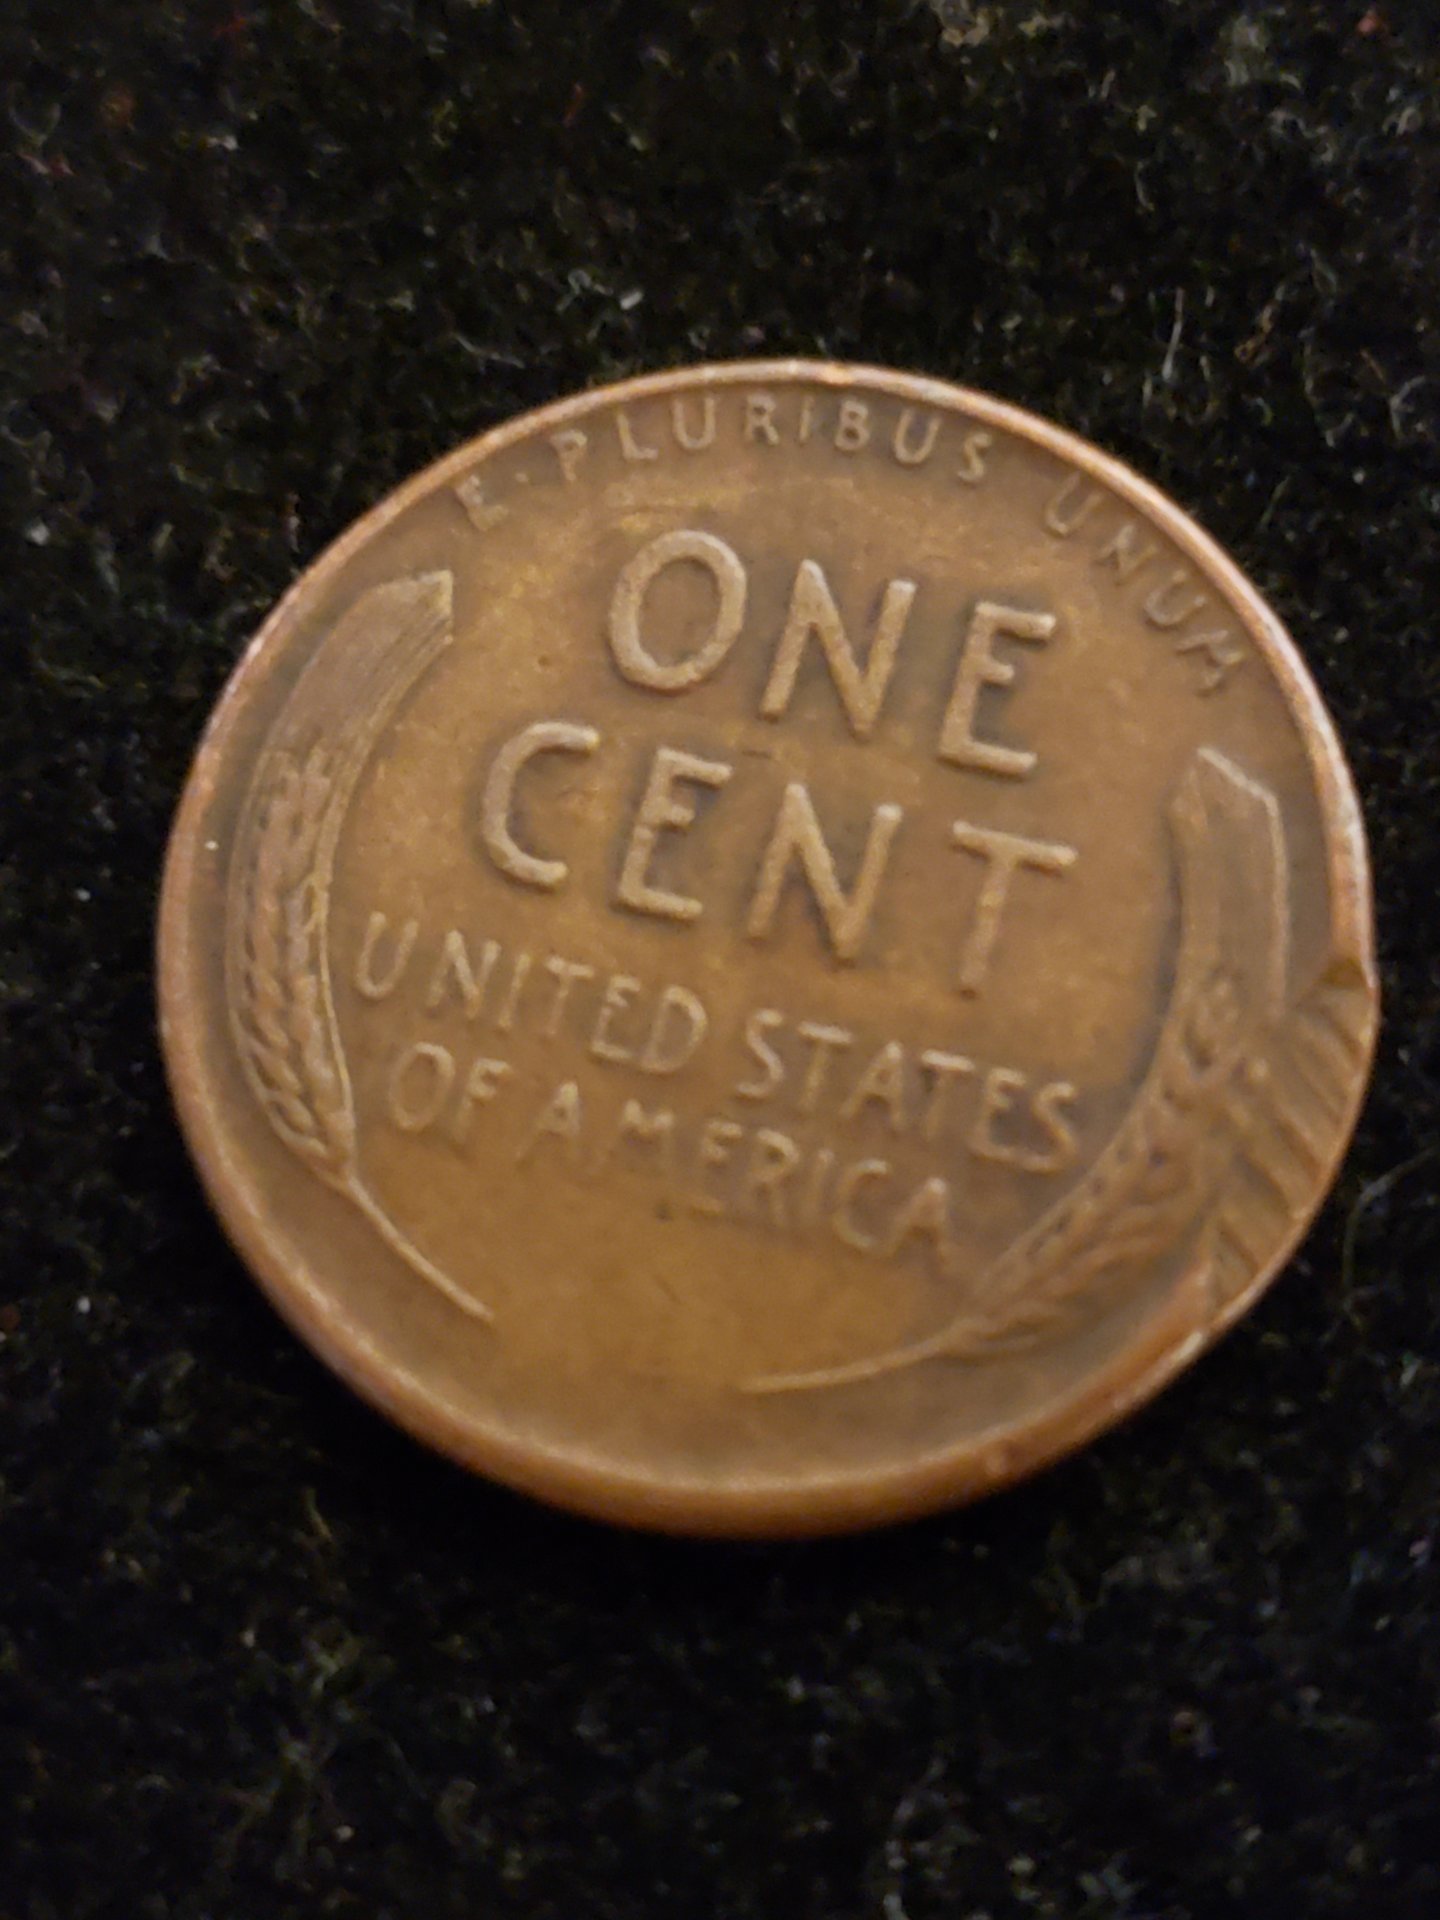 E·PLURIBUS UNUM
ONE
CENT
UNITED STATES
OF AMERICA